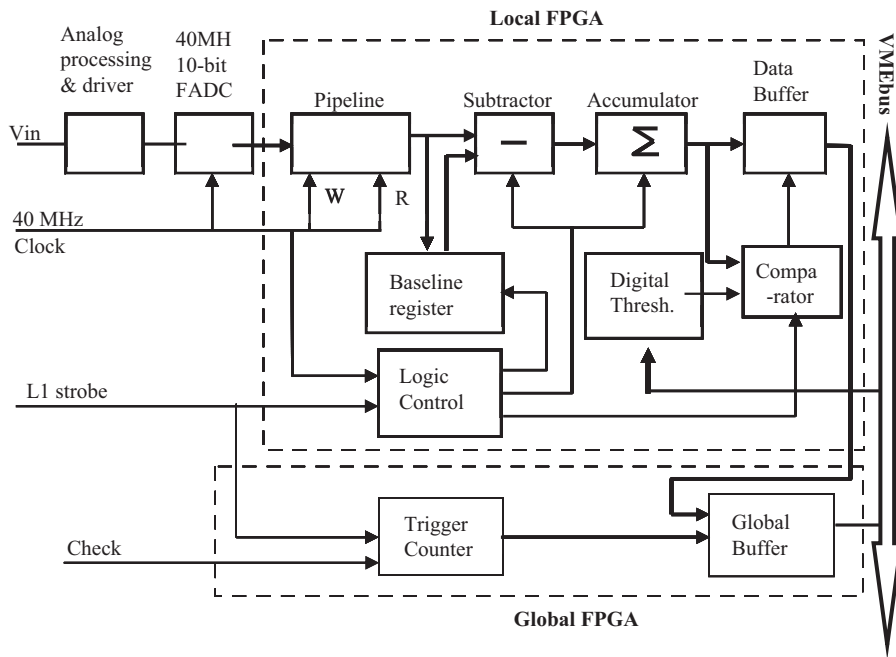 Local FPGA
Analog
processing
& driver
40MH
10-bit
FADC
Pipeline
Subtractor
Accumulator
Data
Buffer
VMEbus
Vin
−
Σ
W
R
40 MHz
Clock
Baseline
register
Digital
Thresh.
Compa
-rator
Logic
Control
L1 strobe
Trigger
Counter
Global
Buffer
Check
Global FPGA